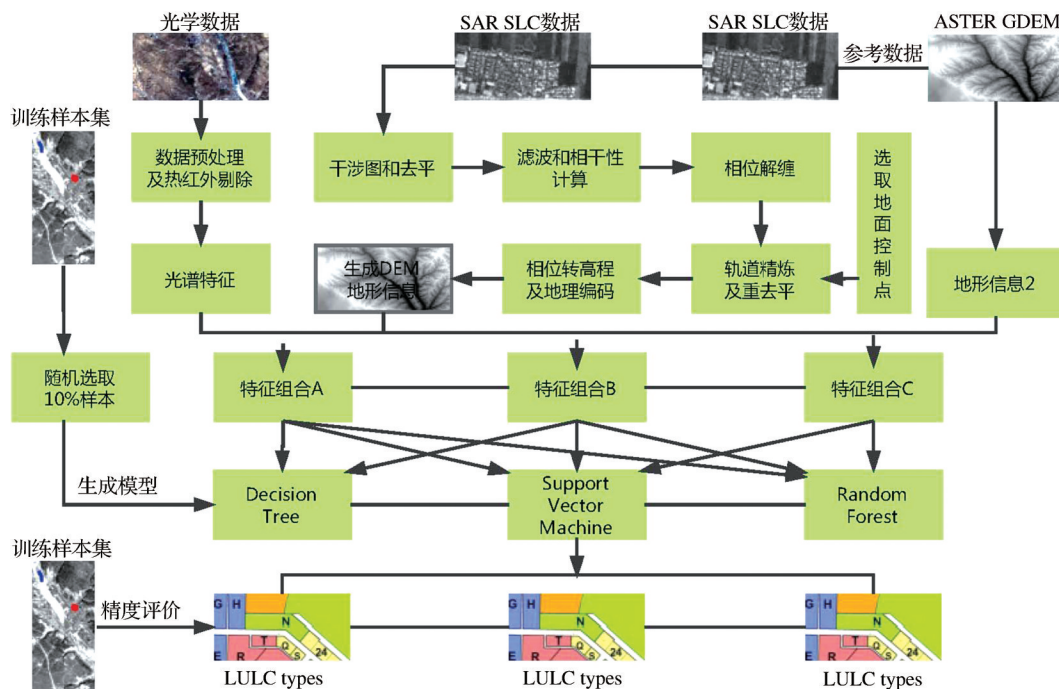 光学数据
SAR SLC数据
SAR SLC数据
ASTER GDEM
参考数据
训练样本集
数据预处理
及热红外剔除
干涉图和去平
滤波和相干性
计算
相位解缠
选取地面控制点
光谱特征
生成DEM
地形信息
相位转高程
及地理编码
轨道精炼
及重去平
地形信息2
随机选取
10%样本
特征组合A
特征组合B
特征组合C
生成模型
Decision
Tree
Support
Vector
Machine
Random
Forest
训练样本集
精度评价
G H
N
T
Q
S
24
E R
G H
N
T
Q
S
24
E R
G H
N
T
Q
S
24
E R
LULC types
LULC types
LULC types